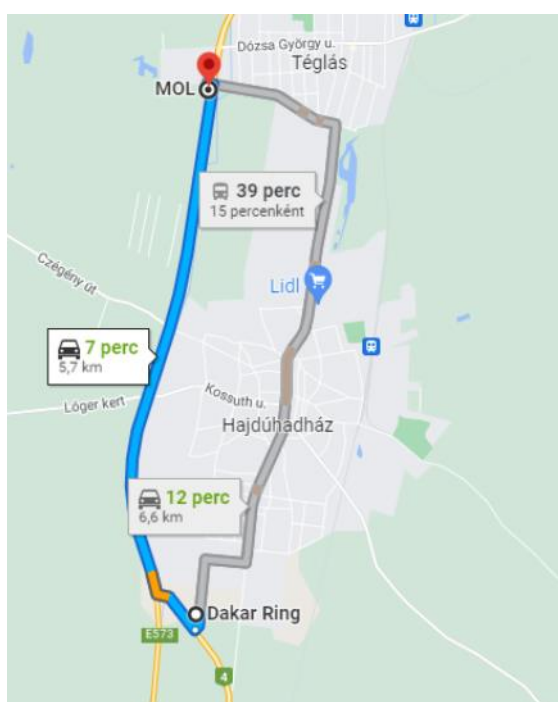 Dózsa György u.
Téglás
MOL
39 perc
15 percenként
Czégény út
Lidl
7 perc
5,7 km
Lóger kert
Kossuth u.
Hajdúhadház
12 perc
6,6 km
Dakar Ring
E573
4